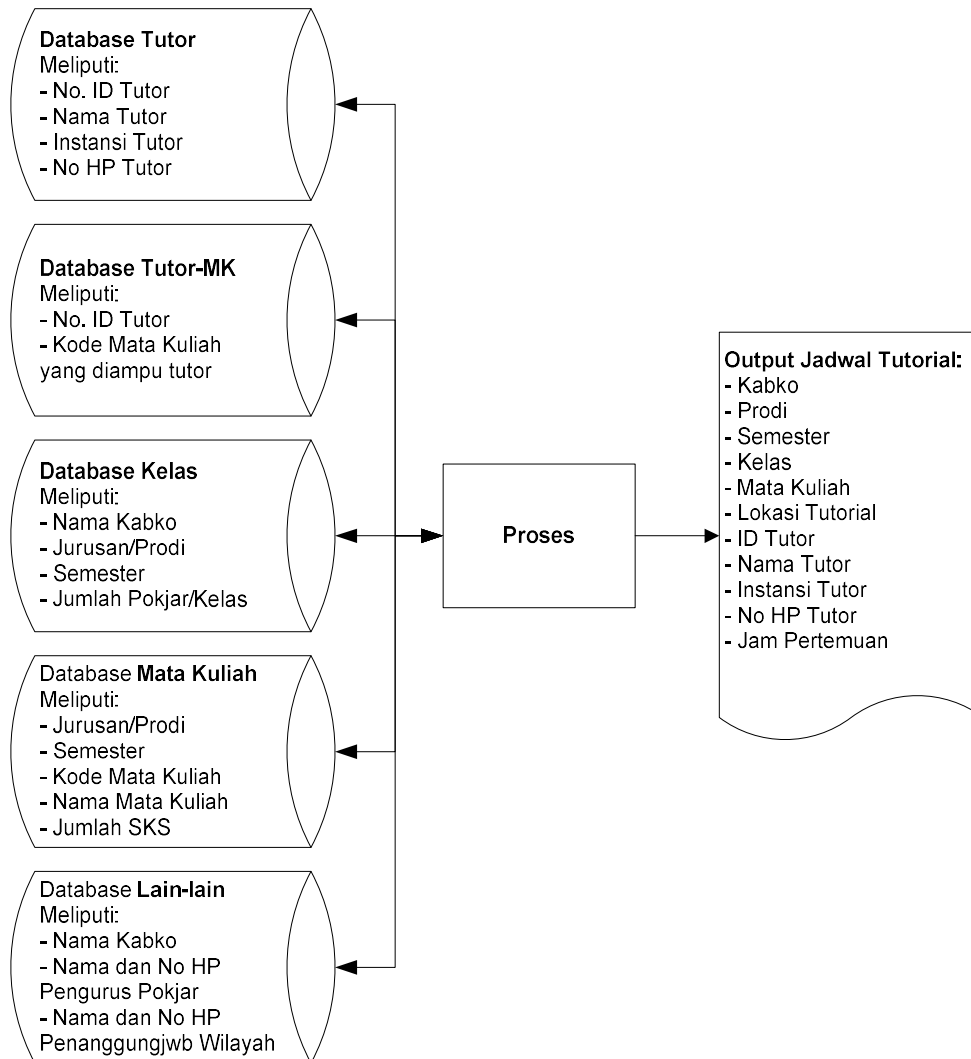 Database Tutor
Meliputi:
- No. ID Tutor
- Nama Tutor
- Instansi Tutor
- No HP Tutor
Database Tutor-MK
Meliputi:
- No. ID Tutor
- Kode Mata Kuliah
yang diampu tutor
Database Kelas
Meliputi:
- Nama Kabko
- Jurusan/Prodi
- Semester
- Jumlah Pokjar/Kelas
Database Mata Kuliah
Meliputi:
- Jurusan/Prodi
- Semester
- Kode Mata Kuliah
- Nama Mata Kuliah
- Jumlah SKS
Database Lain-lain
Meliputi:
- Nama Kabko
- Nama dan No HP
Pengurus Pokjar
- Nama dan No HP
Penanggungjwb Wilayah
Proses
Output Jadwal Tutorial:
- Kabko
- Prodi
- Semester
- Kelas
- Mata Kuliah
- Lokasi Tutorial
- ID Tutor
- Nama Tutor
- Instansi Tutor
- No HP Tutor
- Jam Pertemuan